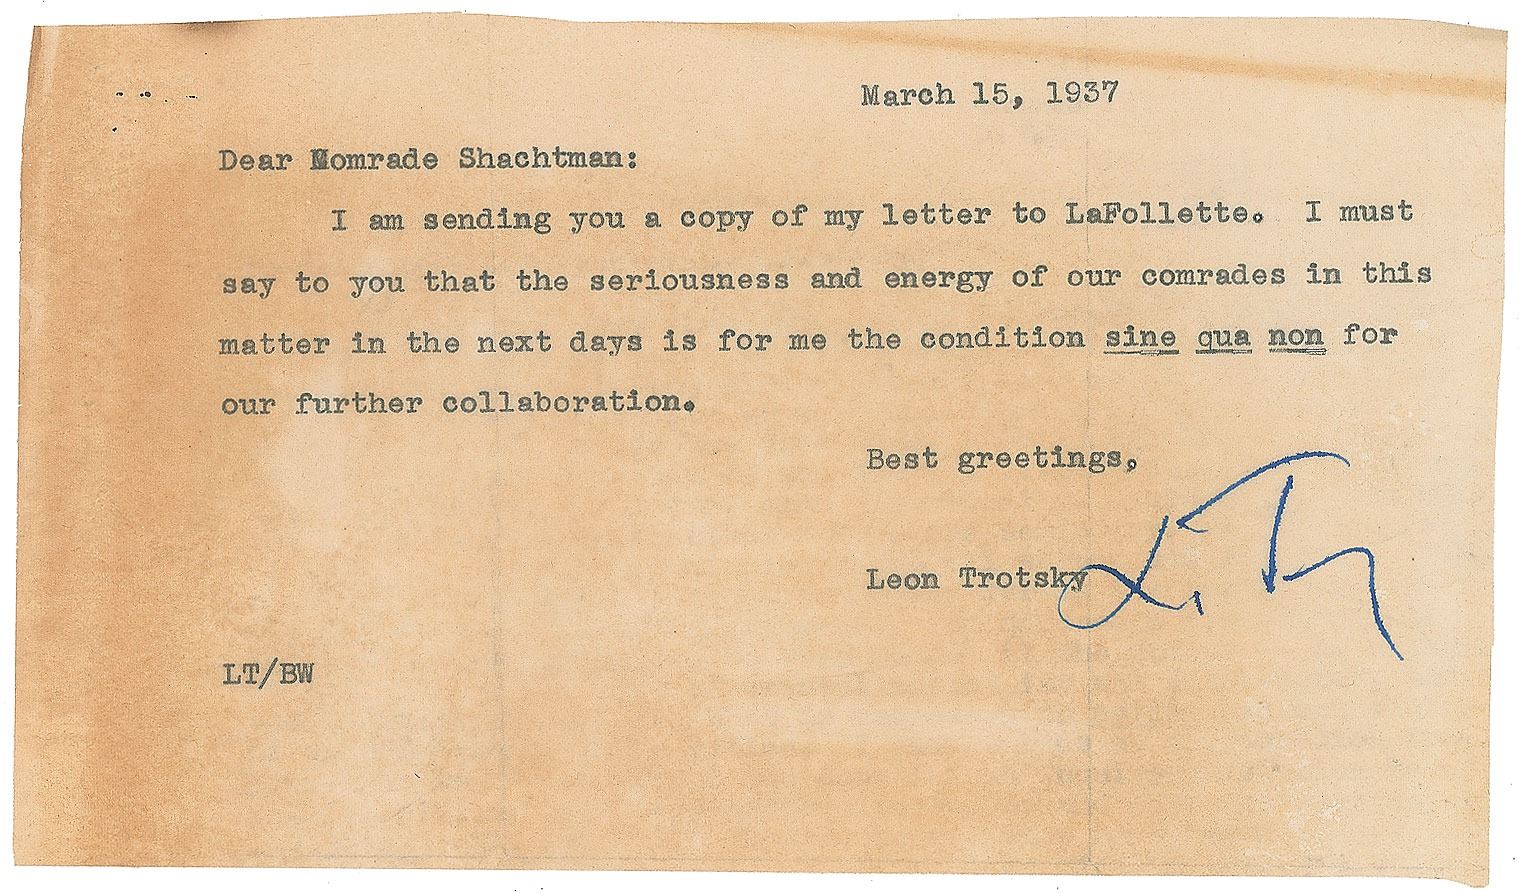 March 15, 1937
Dear Comrade Shachtman:
I am sending you a copy of my letter to LaFollette. I must
say to you that the seriousness and energy of our comrades in this
matter in the next days is for me the condition sine qua non for
our further collaboration.
Best greetings,
Leon Trotsky
L. T.
LT/BW